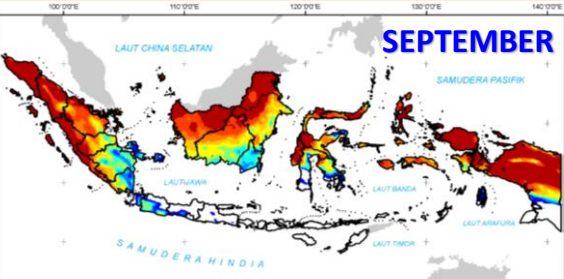 100°0'0"E 110°0'0"E 120°0'0"E 130°0'0"E 140°0'0"E
SEPTEMBER
LAUT CHINA SELATAN
SAMUDERA PASIFIK
LAUT JAWA
LAUT BANDA
LAUT ARAFURA
LAUT TIMOR
SAMUDERA HINDIA